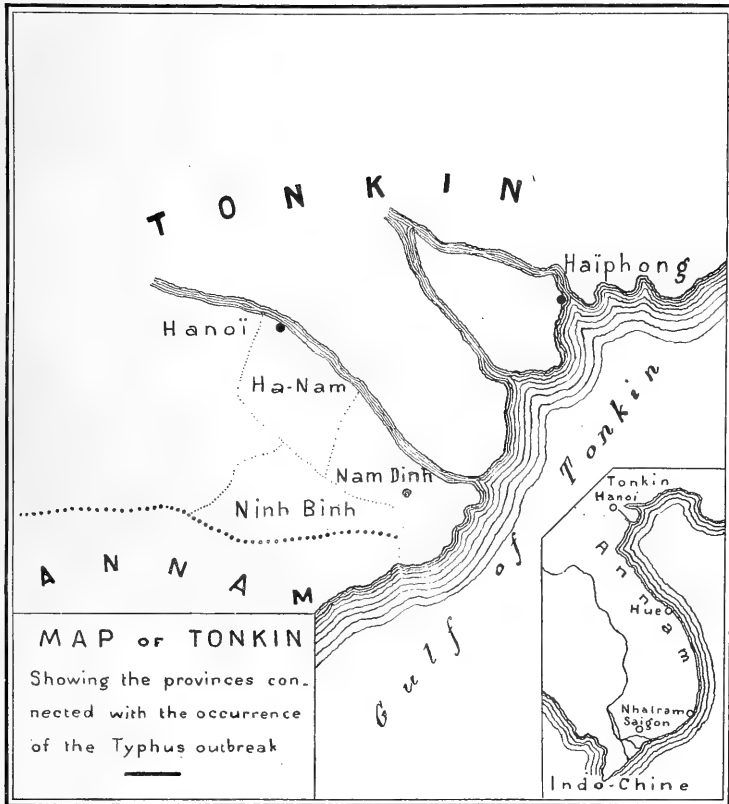 TONKIN
Haïphong
Hanoï
Ha-Nam
Nam Dinh
Ninh Binh
ANNAM
Gulf of Tonkin
MAP OF TONKIN
Showing the provinces con-
nected with the occurrence
of the Typhus outbreak
Tonkin
Hanoï
Annam
Hue
Nhatram
Saigon
Indo-Chine